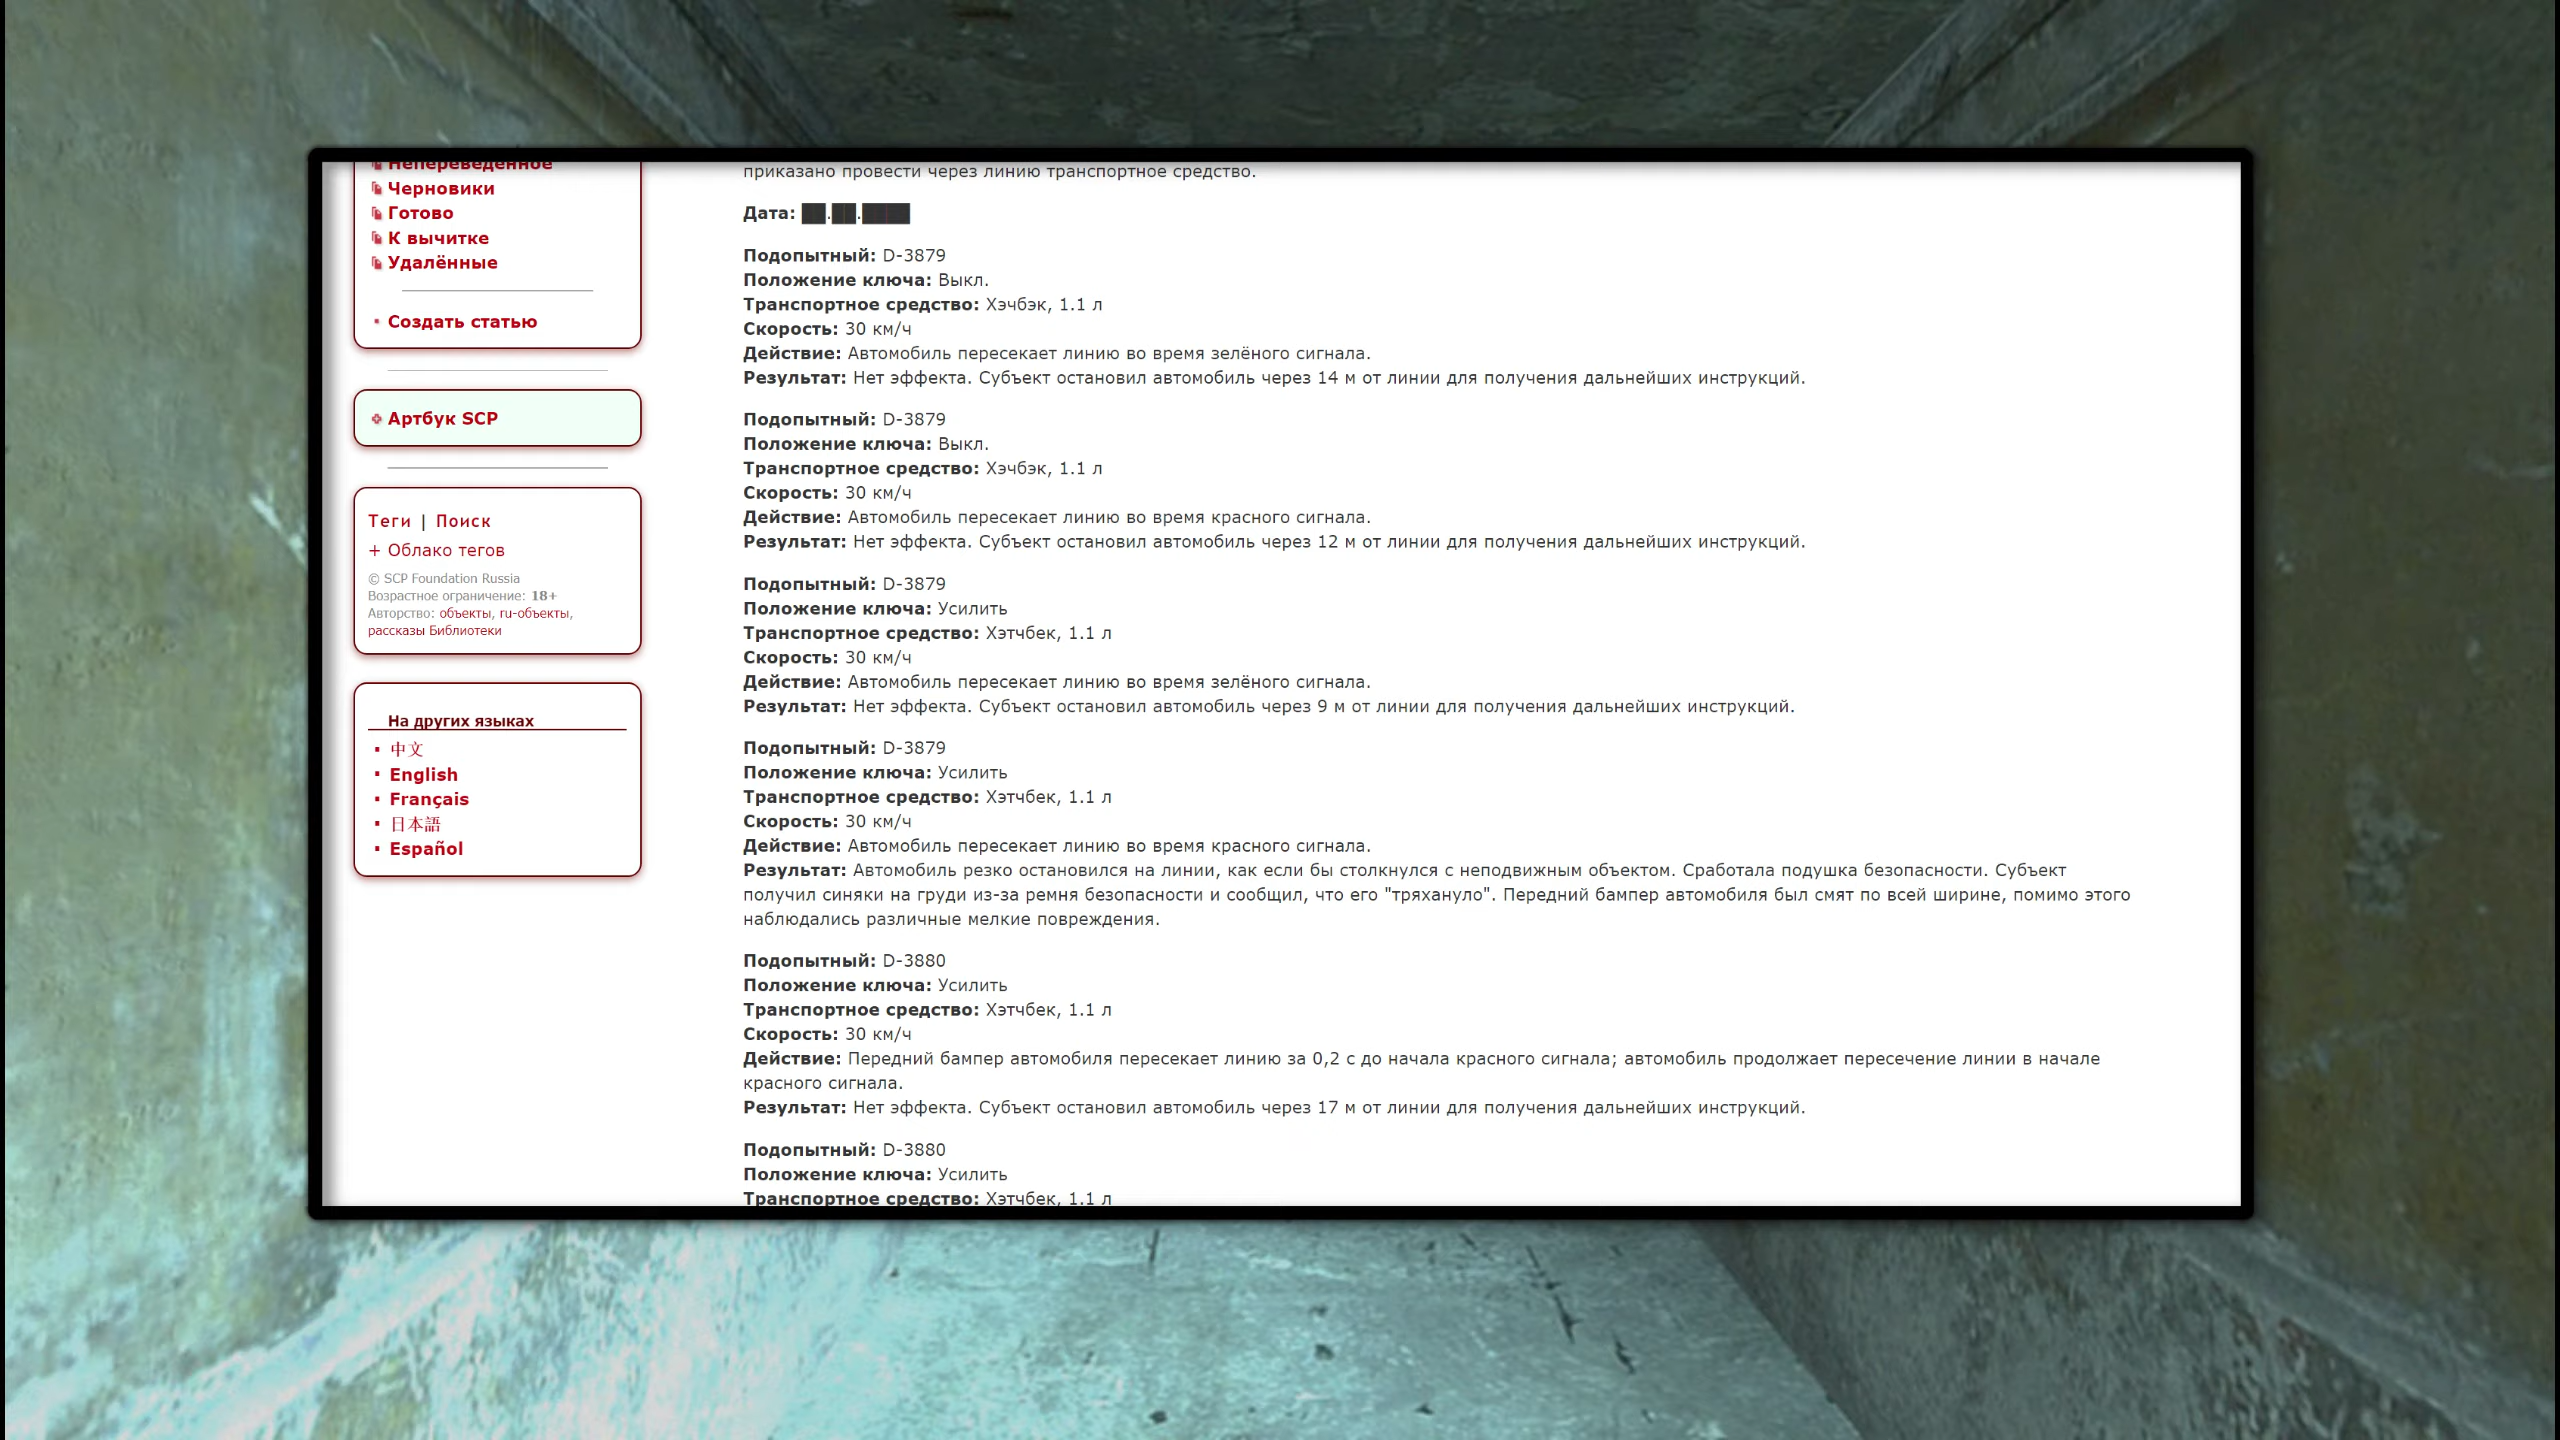 Непереведённое
Черновики
Готово
К вычитке
Удалённые
Создать статью
Артбук SCP
Теги | Поиск
+ Облако тегов
© SCP Foundation Russia
Возрастное ограничение: 18+
Авторство: объекты, ru-объекты,
рассказы Библиотеки
На других языках
中文
English
Français
日本語
Español
приказано провести через линию транспортное средство.
Дата: ██.██.████
Подопытный: D-3879
Положение ключа: Выкл.
Транспортное средство: Хэчбэк, 1.1 л
Скорость: 30 км/ч
Действие: Автомобиль пересекает линию во время зелёного сигнала.
Результат: Нет эффекта. Субъект остановил автомобиль через 14 м от линии для получения дальнейших инструкций.
Подопытный: D-3879
Положение ключа: Выкл.
Транспортное средство: Хэчбэк, 1.1 л
Скорость: 30 км/ч
Действие: Автомобиль пересекает линию во время красного сигнала.
Результат: Нет эффекта. Субъект остановил автомобиль через 12 м от линии для получения дальнейших инструкций.
Подопытный: D-3879
Положение ключа: Усилить
Транспортное средство: Хэтчбек, 1.1 л
Скорость: 30 км/ч
Действие: Автомобиль пересекает линию во время зелёного сигнала.
Результат: Нет эффекта. Субъект остановил автомобиль через 9 м от линии для получения дальнейших инструкций.
Подопытный: D-3879
Положение ключа: Усилить
Транспортное средство: Хэтчбек, 1.1 л
Скорость: 30 км/ч
Действие: Автомобиль пересекает линию во время красного сигнала.
Результат: Автомобиль резко остановился на линии, как если бы столкнулся с неподвижным объектом. Сработала подушка безопасности. Субъект
получил синяки на груди из-за ремня безопасности и сообщил, что его "тряхануло". Передний бампер автомобиля был смят по всей ширине, помимо этого
наблюдались различные мелкие повреждения.
Подопытный: D-3880
Положение ключа: Усилить
Транспортное средство: Хэтчбек, 1.1 л
Скорость: 30 км/ч
Действие: Передний бампер автомобиля пересекает линию за 0,2 с до начала красного сигнала; автомобиль продолжает пересечение линии в начале
красного сигнала.
Результат: Нет эффекта. Субъект остановил автомобиль через 17 м от линии для получения дальнейших инструкций.
Подопытный: D-3880
Положение ключа: Усилить
Транспортное средство: Хэтчбек, 1.1 л